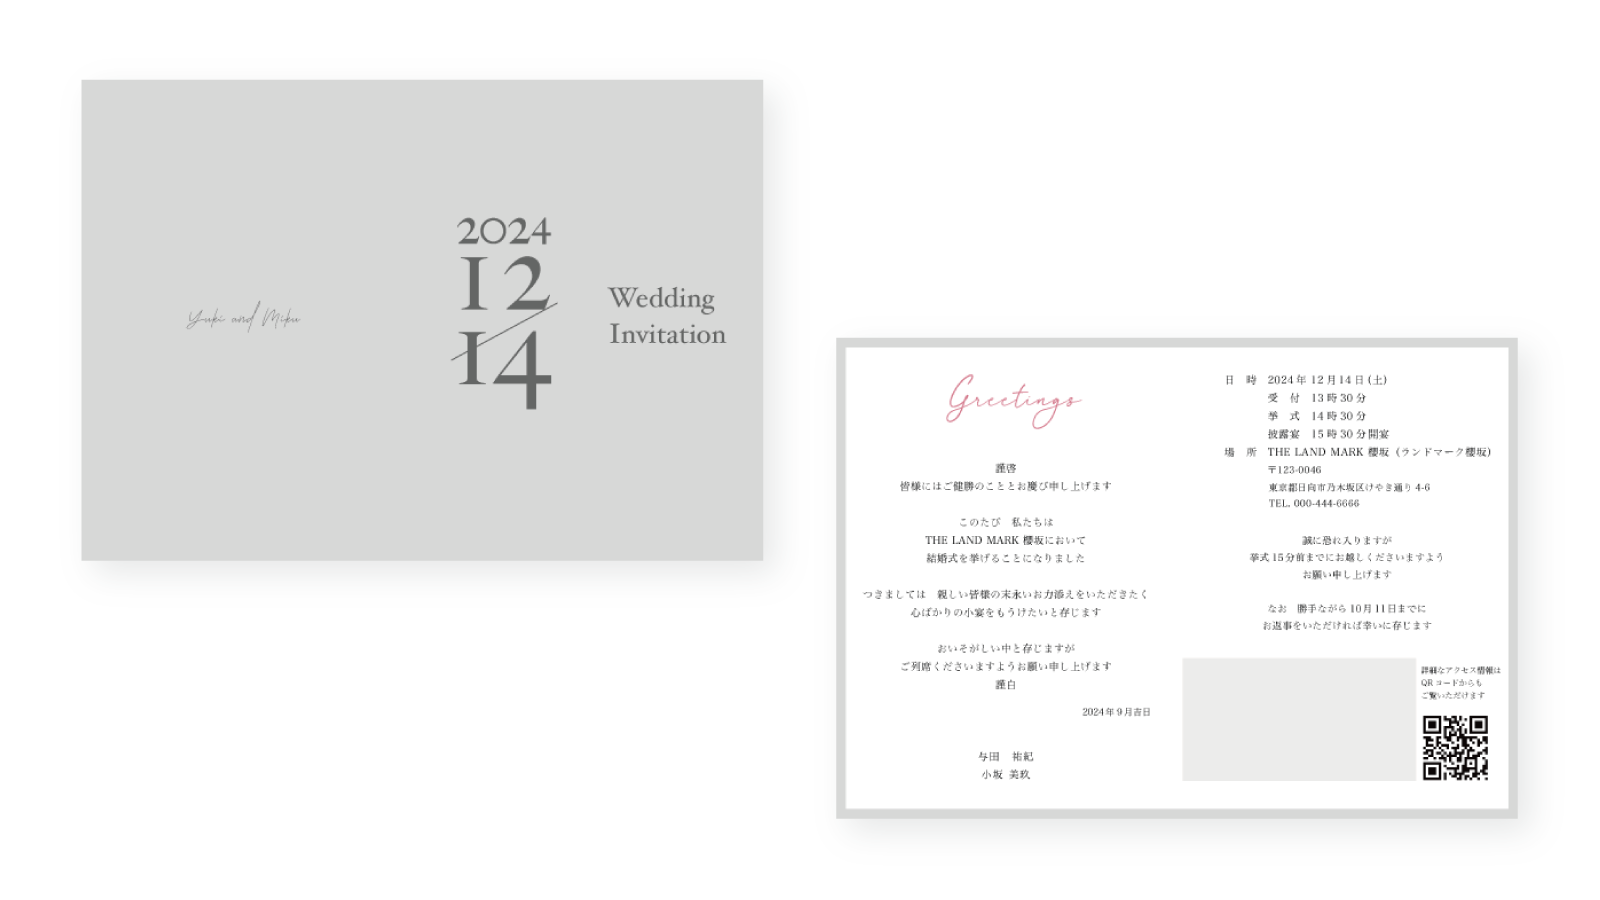 Yuki and Miku
2024
12
14
Wedding
Invitation
Greetings
謹啓
皆様にはご健勝のこととお慶び申し上げます
このたび　私たちは
THE LAND MARK 櫻坂において
結婚式を挙げることになりました
つきましては　親しい皆様の末永いお力添えをいただきたく
心ばかりの小宴をもうけたいと存じます
おいそがしい中と存じますが
ご列席くださいますようお願い申し上げます
謹白
2024年9月吉日
与田　祐紀
小坂 美玖
日　時　2024年 12月14日(土)
受　付　13時30分
挙　式　14時30分
披露宴　15時30分開宴
場　所　THE LAND MARK 櫻坂（ランドマーク櫻坂）
〒123-0046
東京都日向市乃木坂区けやき通り4-6
TEL. 000-444-6666
誠に恐れ入りますが
挙式15分前までにお越しくださいますよう
お願い申し上げます
なお　勝手ながら10月11日までに
お返事をいただければ幸いに存じます
詳細なアクセス情報は
QRコードからも
ご覧いただけます